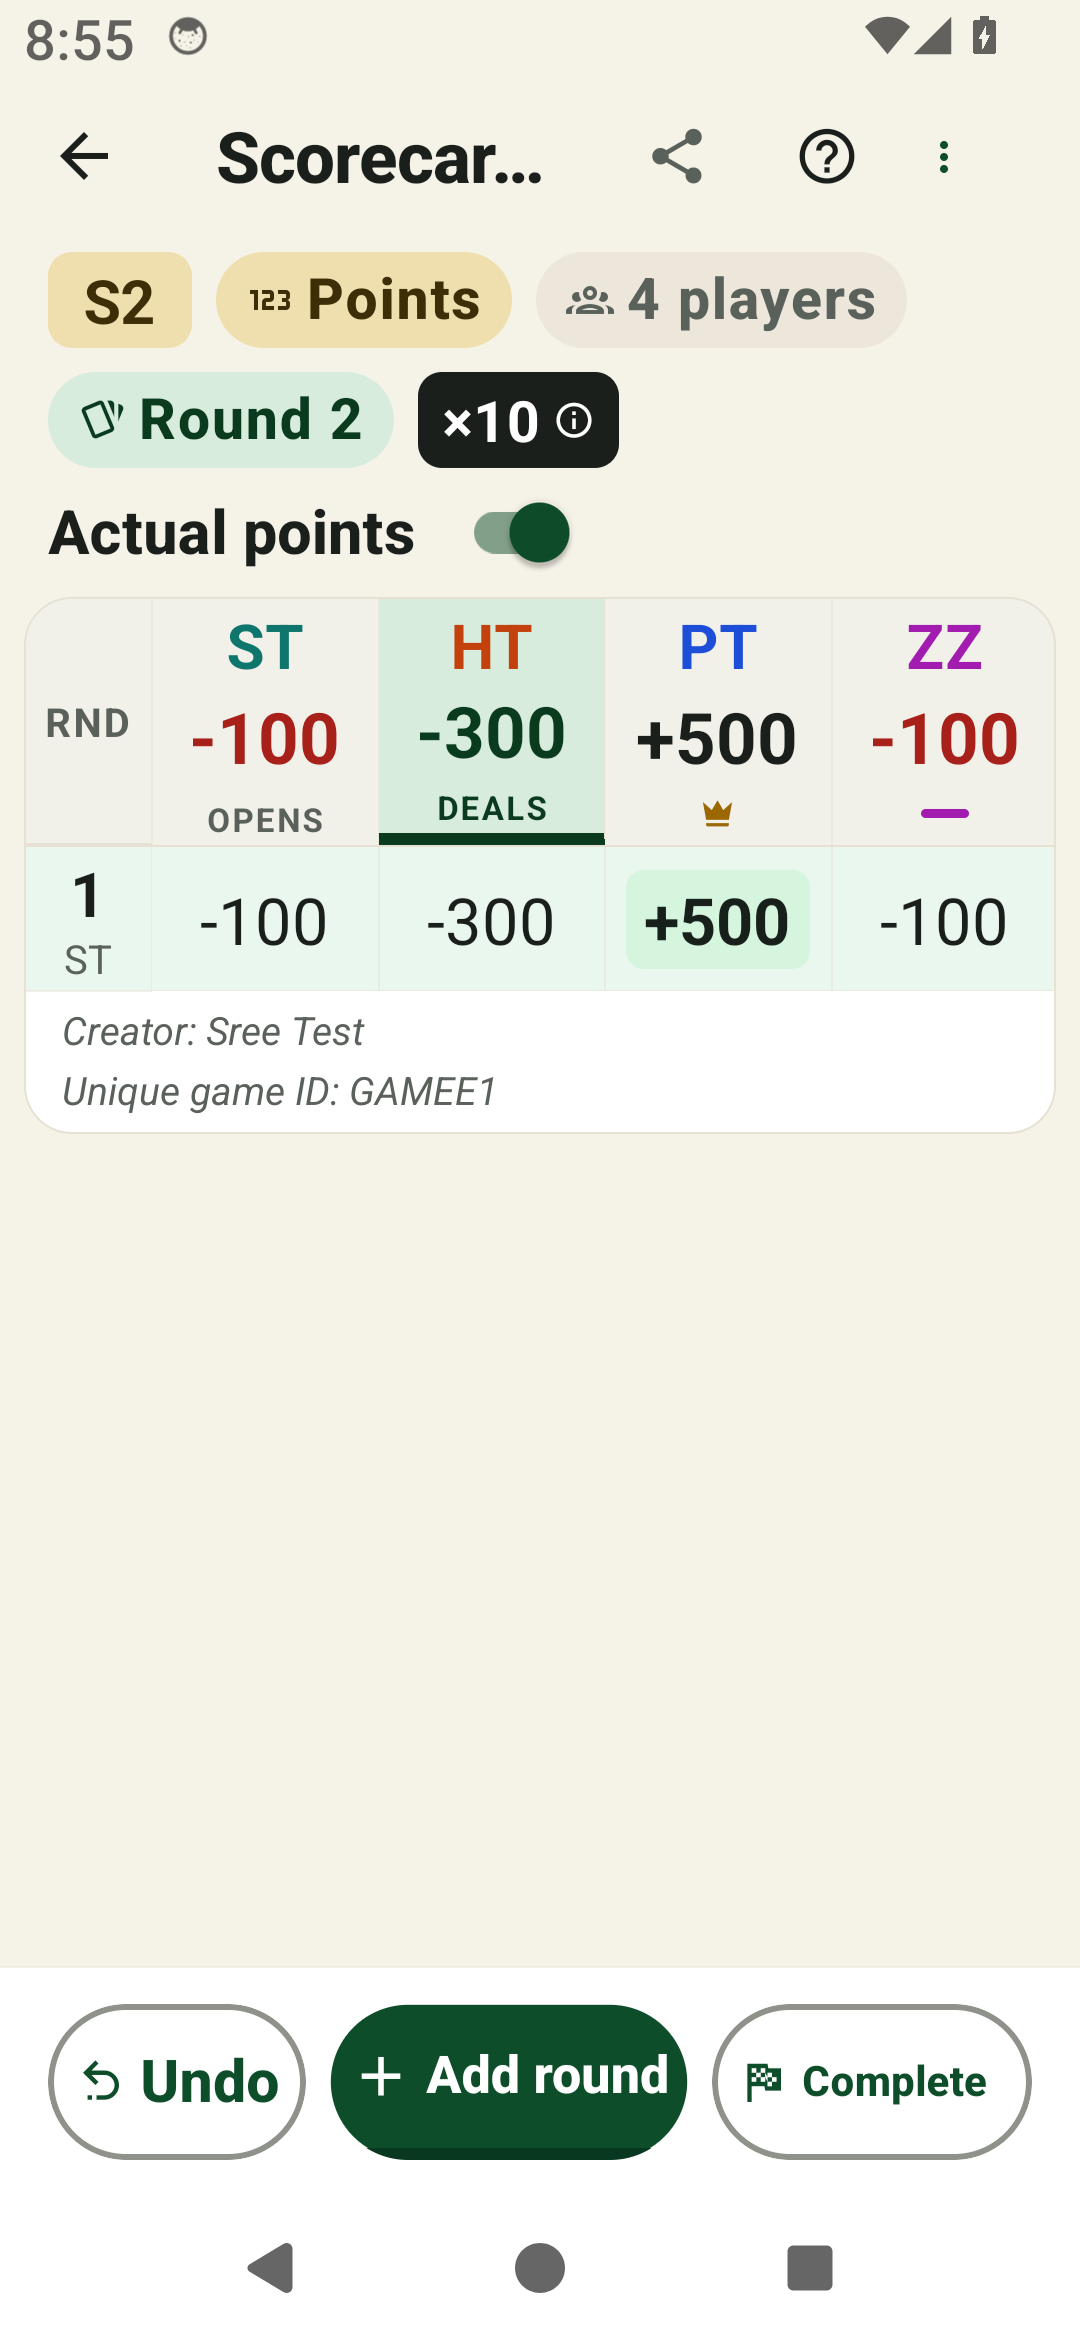 8:55
Scorecar...
S2
123 Points
4 players
Round 2
×10
Actual points
RND ST HT PT ZZ
-100 -300 +500 -100
OPENS DEALS
1 -100 -300 +500 -100
ST
Creator: Sree Test
Unique game ID: GAMEE1
Undo
+ Add round
Complete